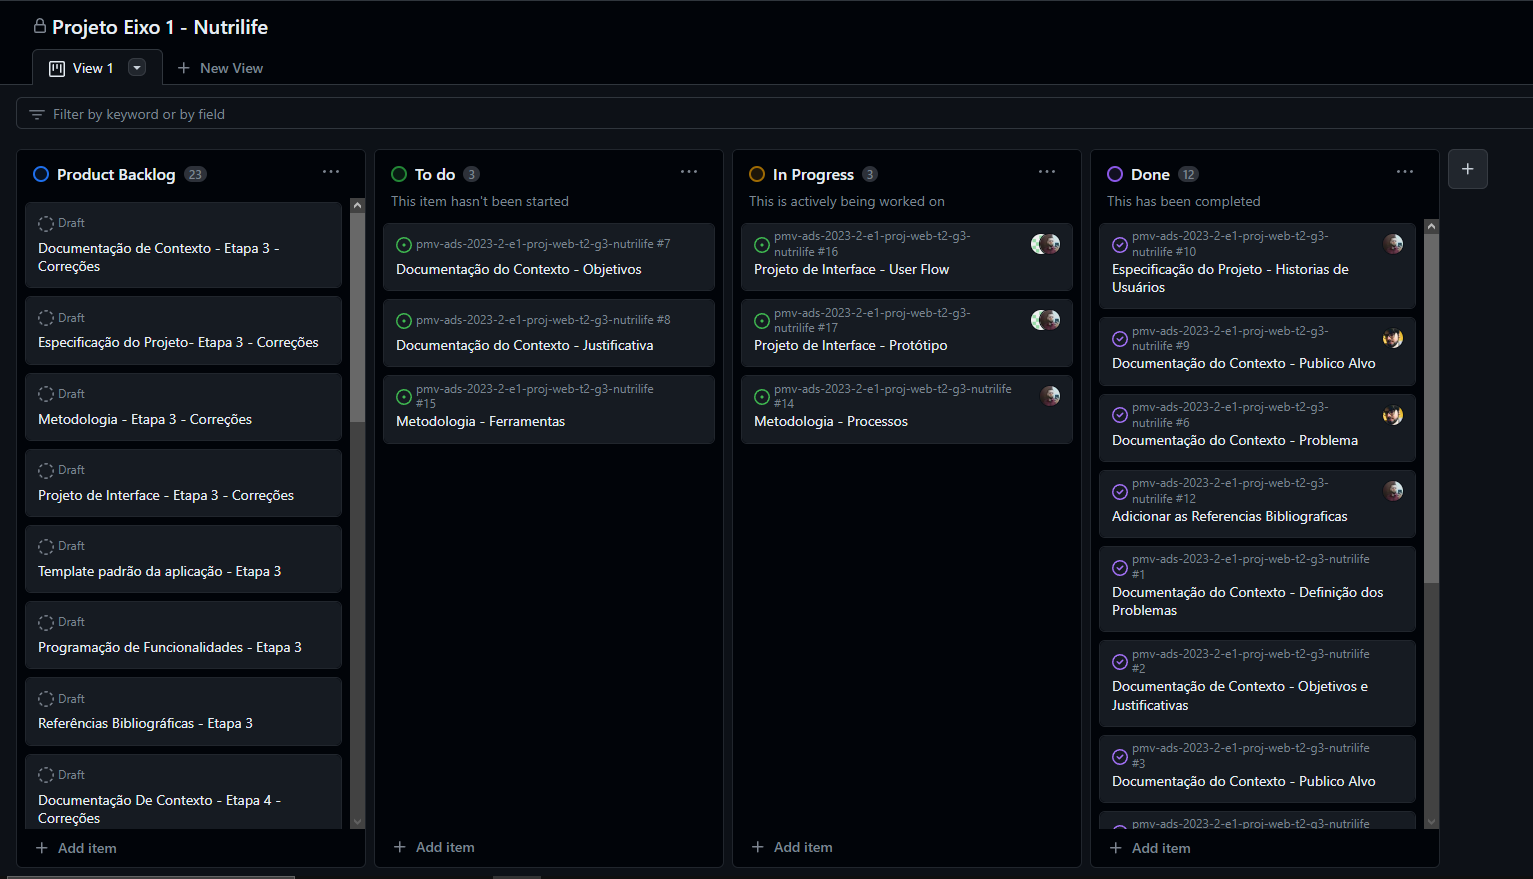 Projeto Eixo 1 - Nutrilife
View 1
New View
Filter by keyword or by field
Product Backlog 23
Draft
Documentação de Contexto - Etapa 3 -
Correções
Draft
Especificação do Projeto- Etapa 3 - Correções
Draft
Metodologia - Etapa 3 - Correções
Draft
Projeto de Interface - Etapa 3 - Correções
Draft
Template padrão da aplicação - Etapa 3
Draft
Programação de Funcionalidades - Etapa 3
Draft
Referências Bibliográficas - Etapa 3
Draft
Documentação De Contexto - Etapa 4 -
Correções
Add item
To do 3
This item hasn't been started
pmv-ads-2023-2-e1-proj-web-t2-g3-nutrilife #7
Documentação do Contexto - Objetivos
pmv-ads-2023-2-e1-proj-web-t2-g3-nutrilife #8
Documentação do Contexto - Justificativa
pmv-ads-2023-2-e1-proj-web-t2-g3-nutrilife
#15
Metodologia - Ferramentas
Add item
In Progress 3
This is actively being worked on
pmv-ads-2023-2-e1-proj-web-t2-g3-
nutrilife #16
Projeto de Interface - User Flow
pmv-ads-2023-2-e1-proj-web-t2-g3-
nutrilife #17
Projeto de Interface - Protótipo
pmv-ads-2023-2-e1-proj-web-t2-g3-nutrilife
#14
Metodologia - Processos
Add item
Done 12
This has been completed
pmv-ads-2023-2-e1-proj-web-t2-g3-
nutrilife #10
Especificação do Projeto - Historias de
Usuários
pmv-ads-2023-2-e1-proj-web-t2-g3-
nutrilife #9
Documentação do Contexto - Publico Alvo
pmv-ads-2023-2-e1-proj-web-t2-g3-
nutrilife #6
Documentação do Contexto - Problema
pmv-ads-2023-2-e1-proj-web-t2-g3-
nutrilife #12
Adicionar as Referencias Bibliograficas
pmv-ads-2023-2-e1-proj-web-t2-g3-nutrilife
#1
Documentação do Contexto - Definição dos
Problemas
pmv-ads-2023-2-e1-proj-web-t2-g3-nutrilife
#2
Documentação de Contexto - Objetivos e
Justificativas
pmv-ads-2023-2-e1-proj-web-t2-g3-nutrilife
#3
Documentação do Contexto - Publico Alvo
pmv-ads-2023-2-e1-proj-web-t2-g3-nutrilife
Add item